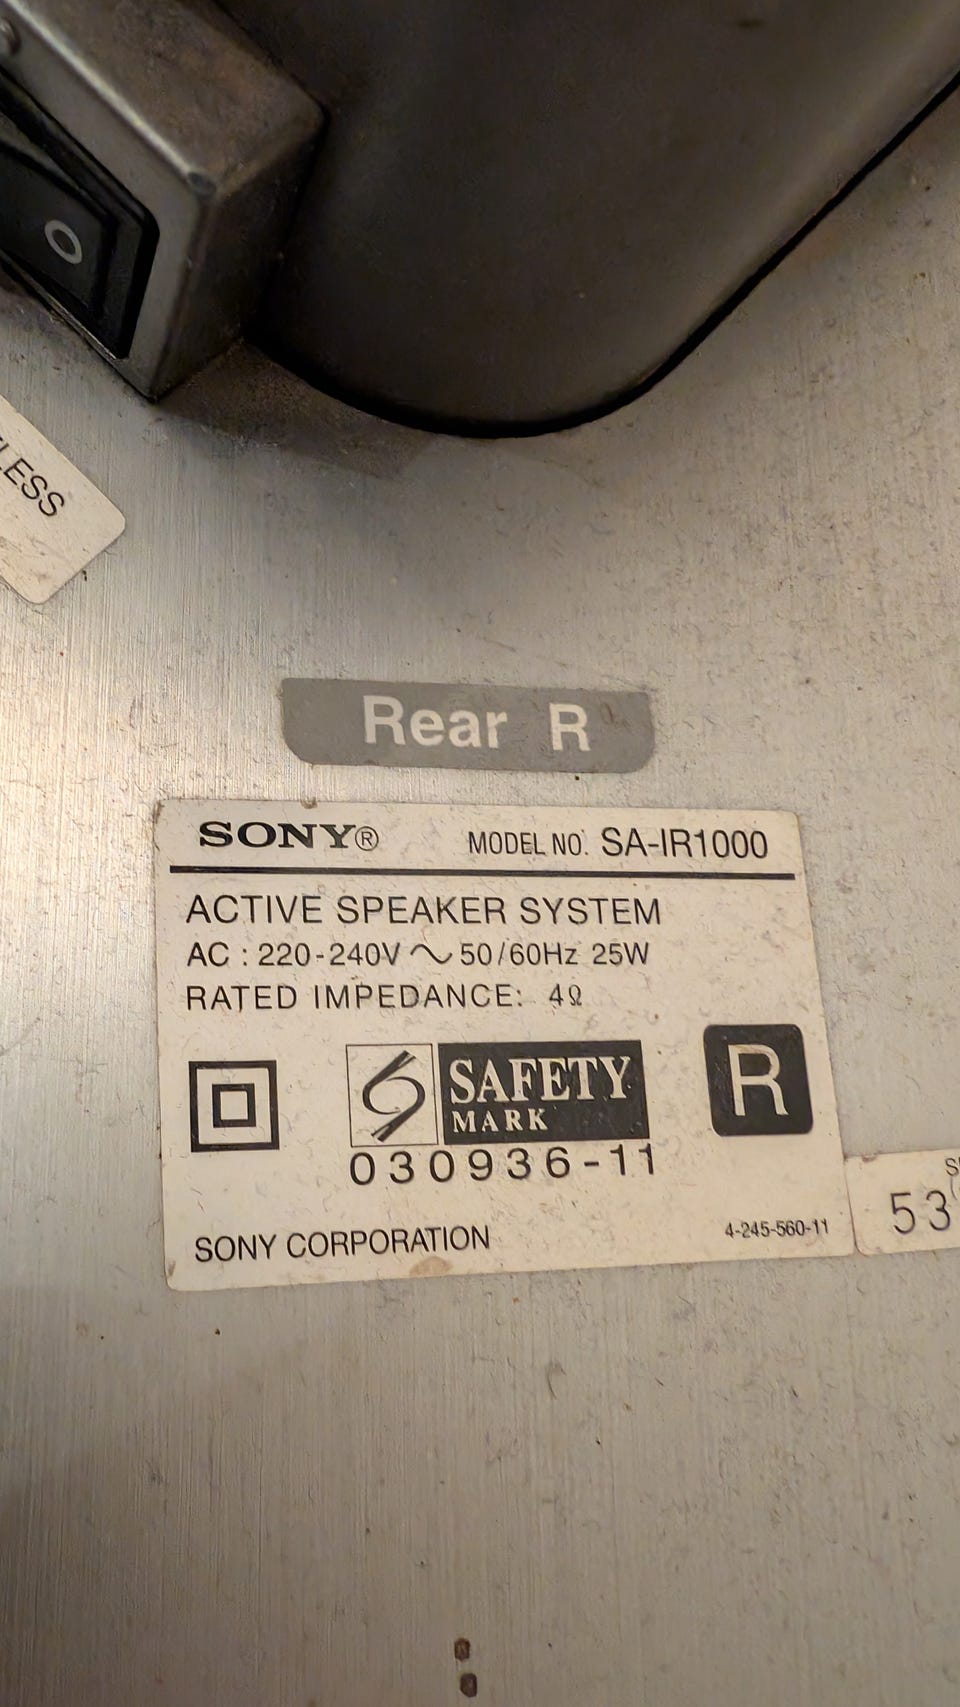 O
LESS
Rear R
SONY® MODEL NO. SA-IR1000
ACTIVE SPEAKER SYSTEM
AC : 220-240V ~ 50/60Hz 25W
RATED IMPEDANCE: 4Ω
SAFETY
MARK
R
030936-11
53
SONY CORPORATION 4-245-560-11